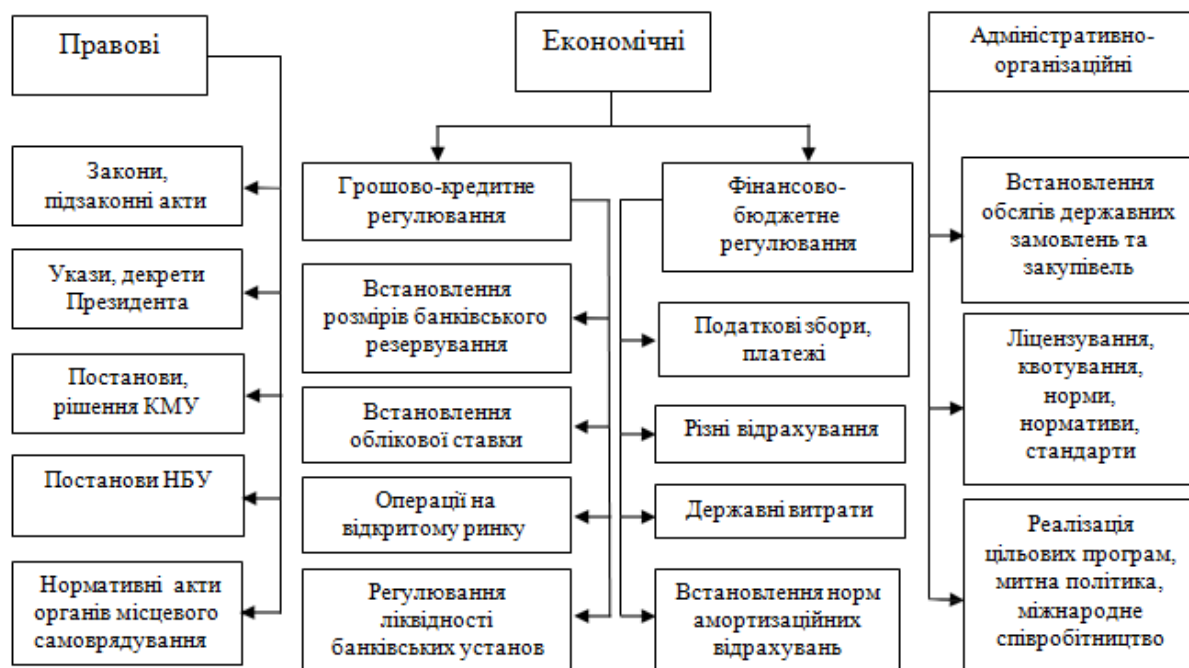 Правові
Закони,
підзаконні акти
Укази, декрети
Президента
Постанови,
рішення КМУ
Постанови НБУ
Нормативні акти
органів місцевого
самоврядування
Економічні
Грошово-кредитне
регулювання
Встановлення
розмірів банківського
резервування
Встановлення
облікової ставки
Операції на
відкритому ринку
Регулювання
ліквідності
банківських установ
Фінансово-
бюджетне
регулювання
Податкові збори,
платежі
Різні відрахування
Державні витрати
Встановлення норм
амортизаційних
відрахувань
Адміністративно-
організаційні
Встановлення
обсягів державних
замовлень та
закупівель
Ліцензування,
квотування,
норми,
нормативи,
стандарти
Реалізація
цільових програм,
митна політика,
міжнародне
співробітництво